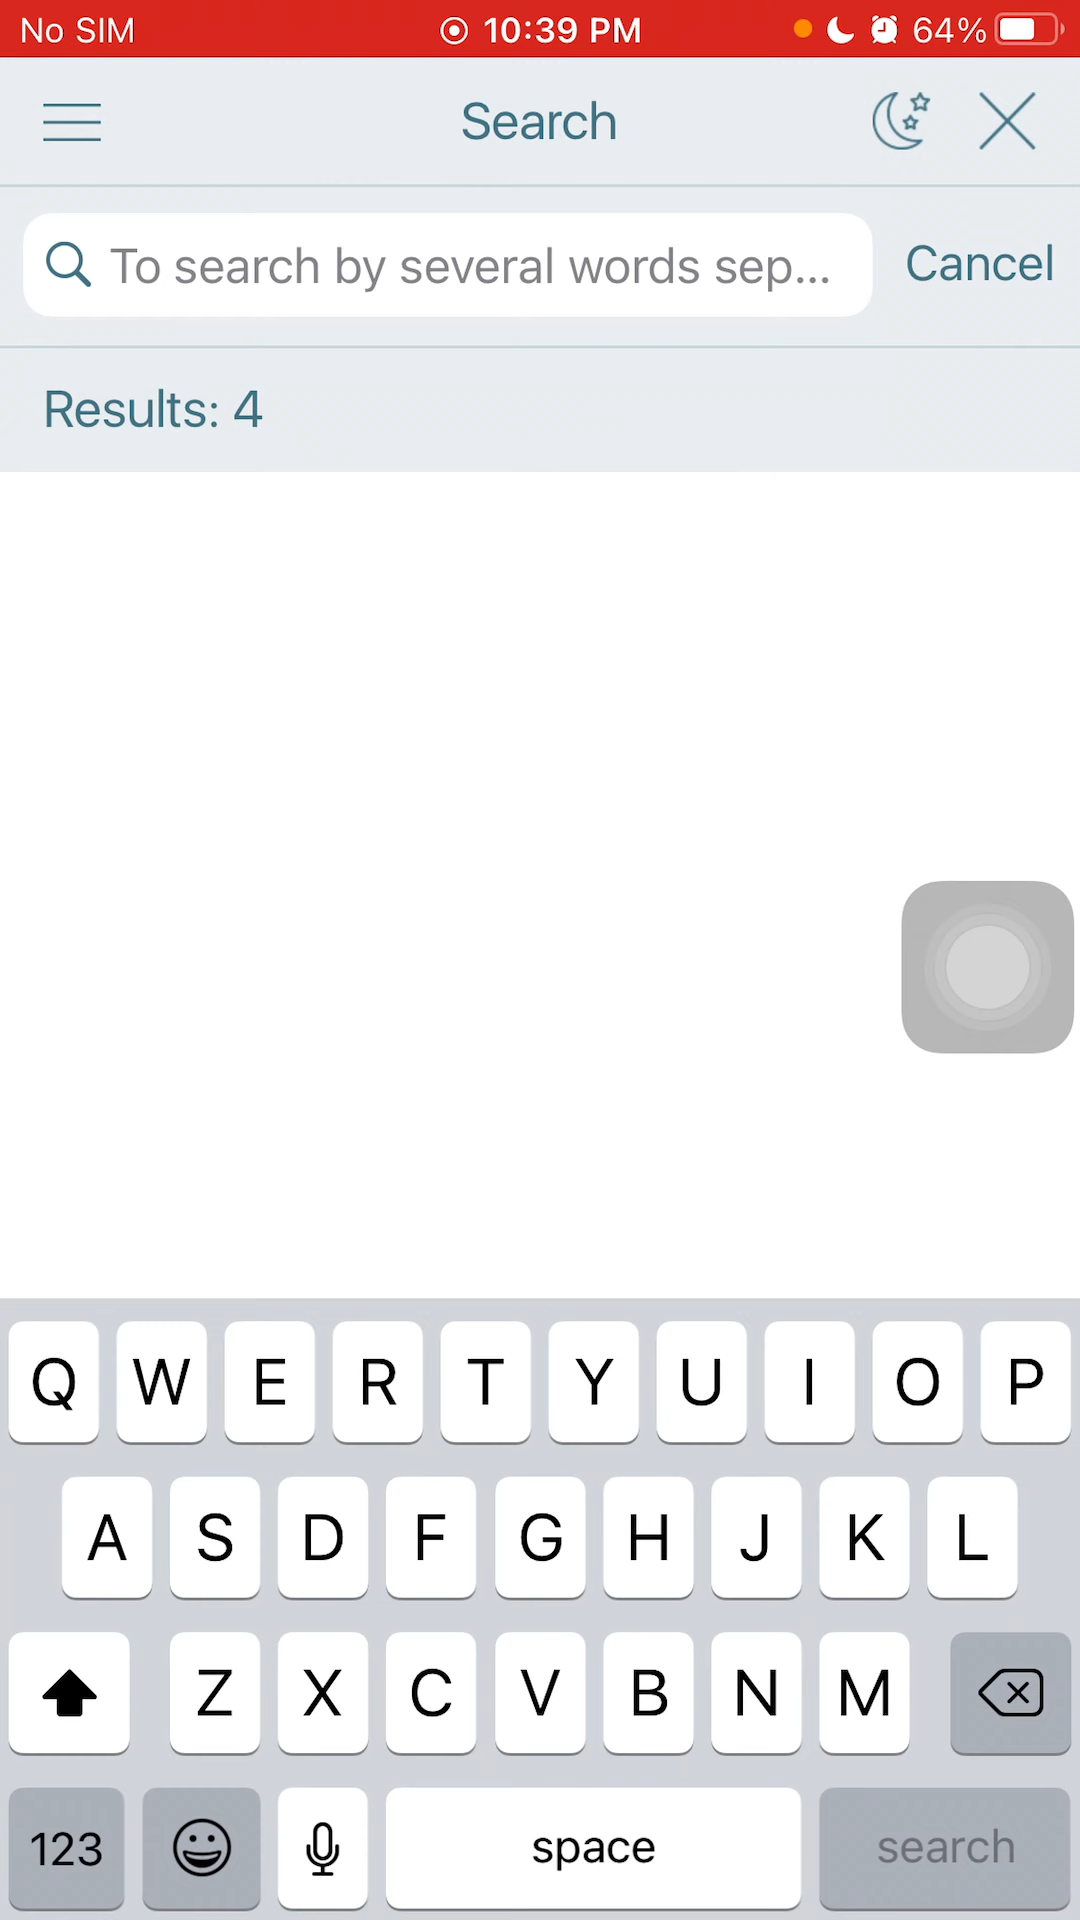 No SIM 10:39 PM 64%
Search
To search by several words sep... Cancel
Results: 4
Q W E R T Y U I O P
A S D F G H J K L
Z X C V B N M
123 space search